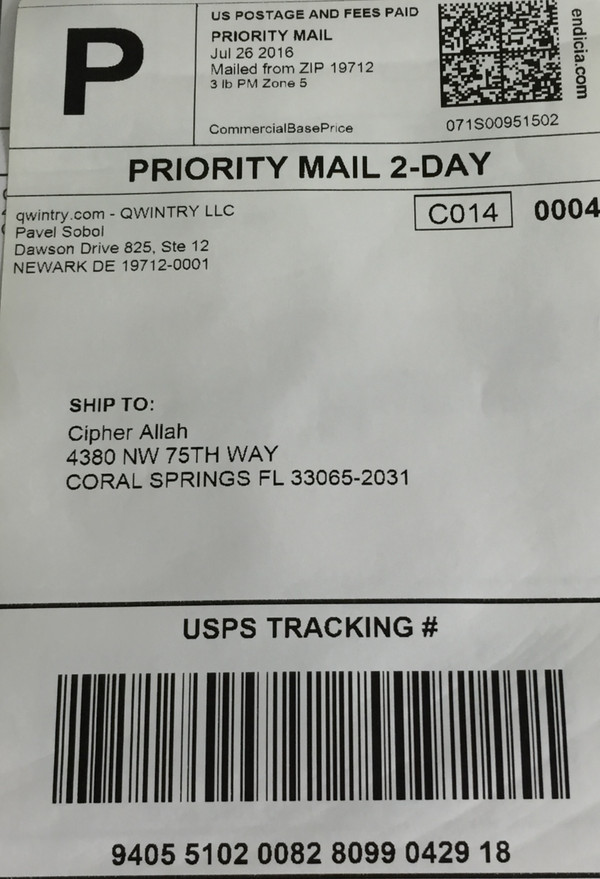 P
US POSTAGE AND FEES PAID
PRIORITY MAIL
Jul 26 2016
Mailed from ZIP 19712
3 lb PM Zone 5
CommercialBasePrice
endicia.com
071S00951502
PRIORITY MAIL 2-DAY
qwintry.com - QWINTRY LLC
Pavel Sobol
Dawson Drive 825, Ste 12
NEWARK DE 19712-0001
C014
0004
SHIP TO:
Cipher Allah
4380 NW 75TH WAY
CORAL SPRINGS FL 33065-2031
USPS TRACKING #
9405 5102 0082 8099 0429 18